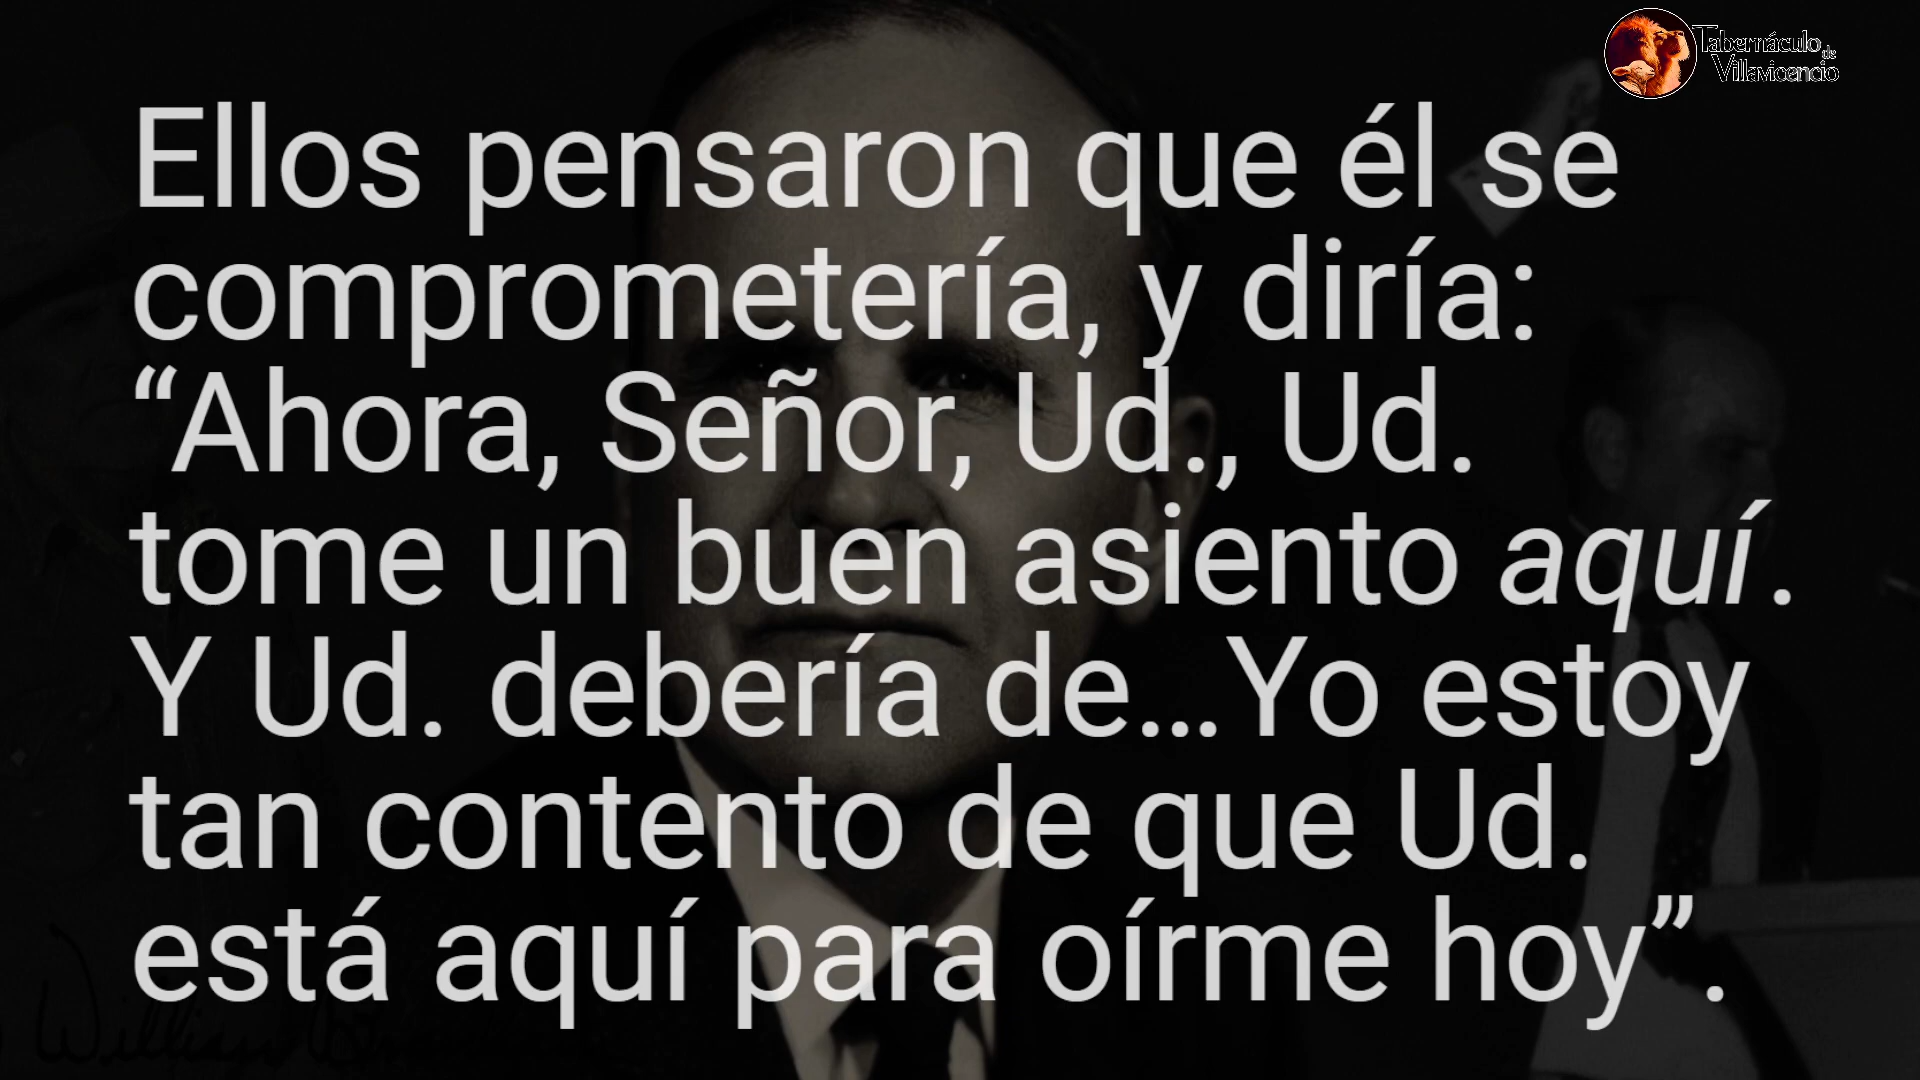 Tabernáculo
de
Villavicencio
Ellos pensaron que él se
comprometería, y diría:
“Ahora, Señor, Ud., Ud.
tome un buen asiento aquí.
Y Ud. debería de…Yo estoy
tan contento de que Ud.
está aquí para oírme hoy”.